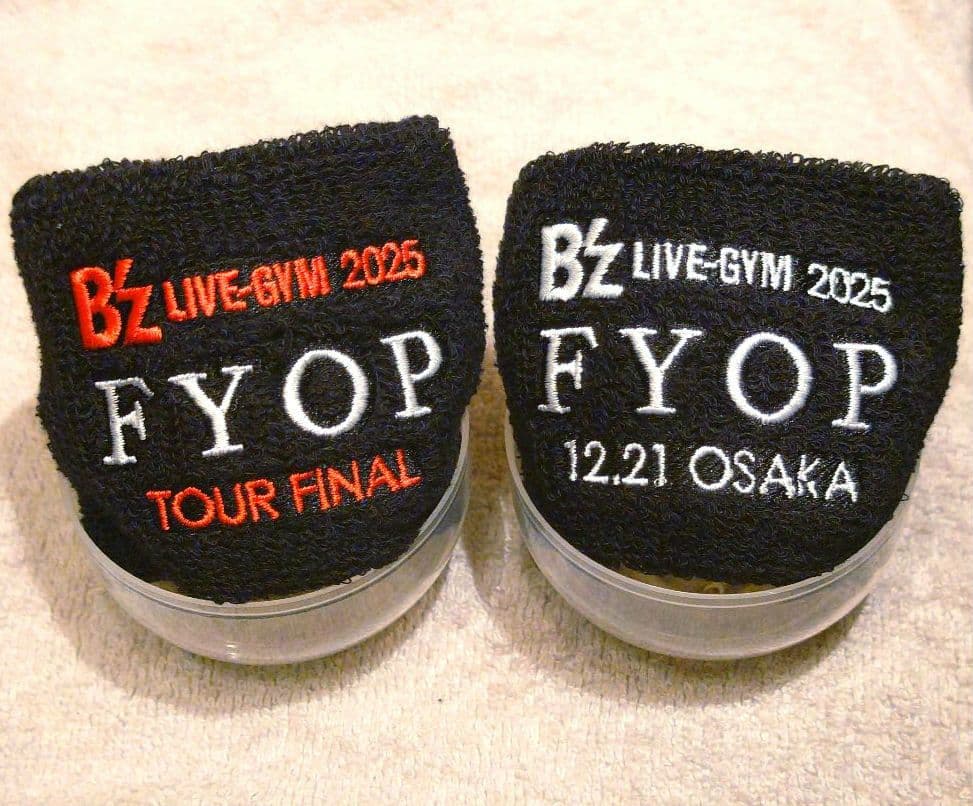 B'z LIVE-GYM 2025
FYOP
TOUR FINAL
B'z LIVE-GYM 2025
FYOP
12.21 OSAKA